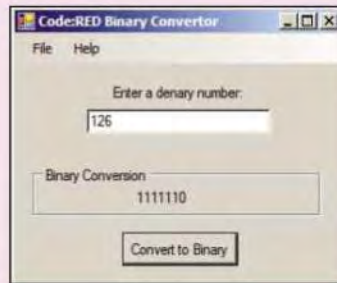 Code:RED Binary Convertor
File Help
Enter a denary number:
126
Binary Conversion
1111110
Convert to Binary